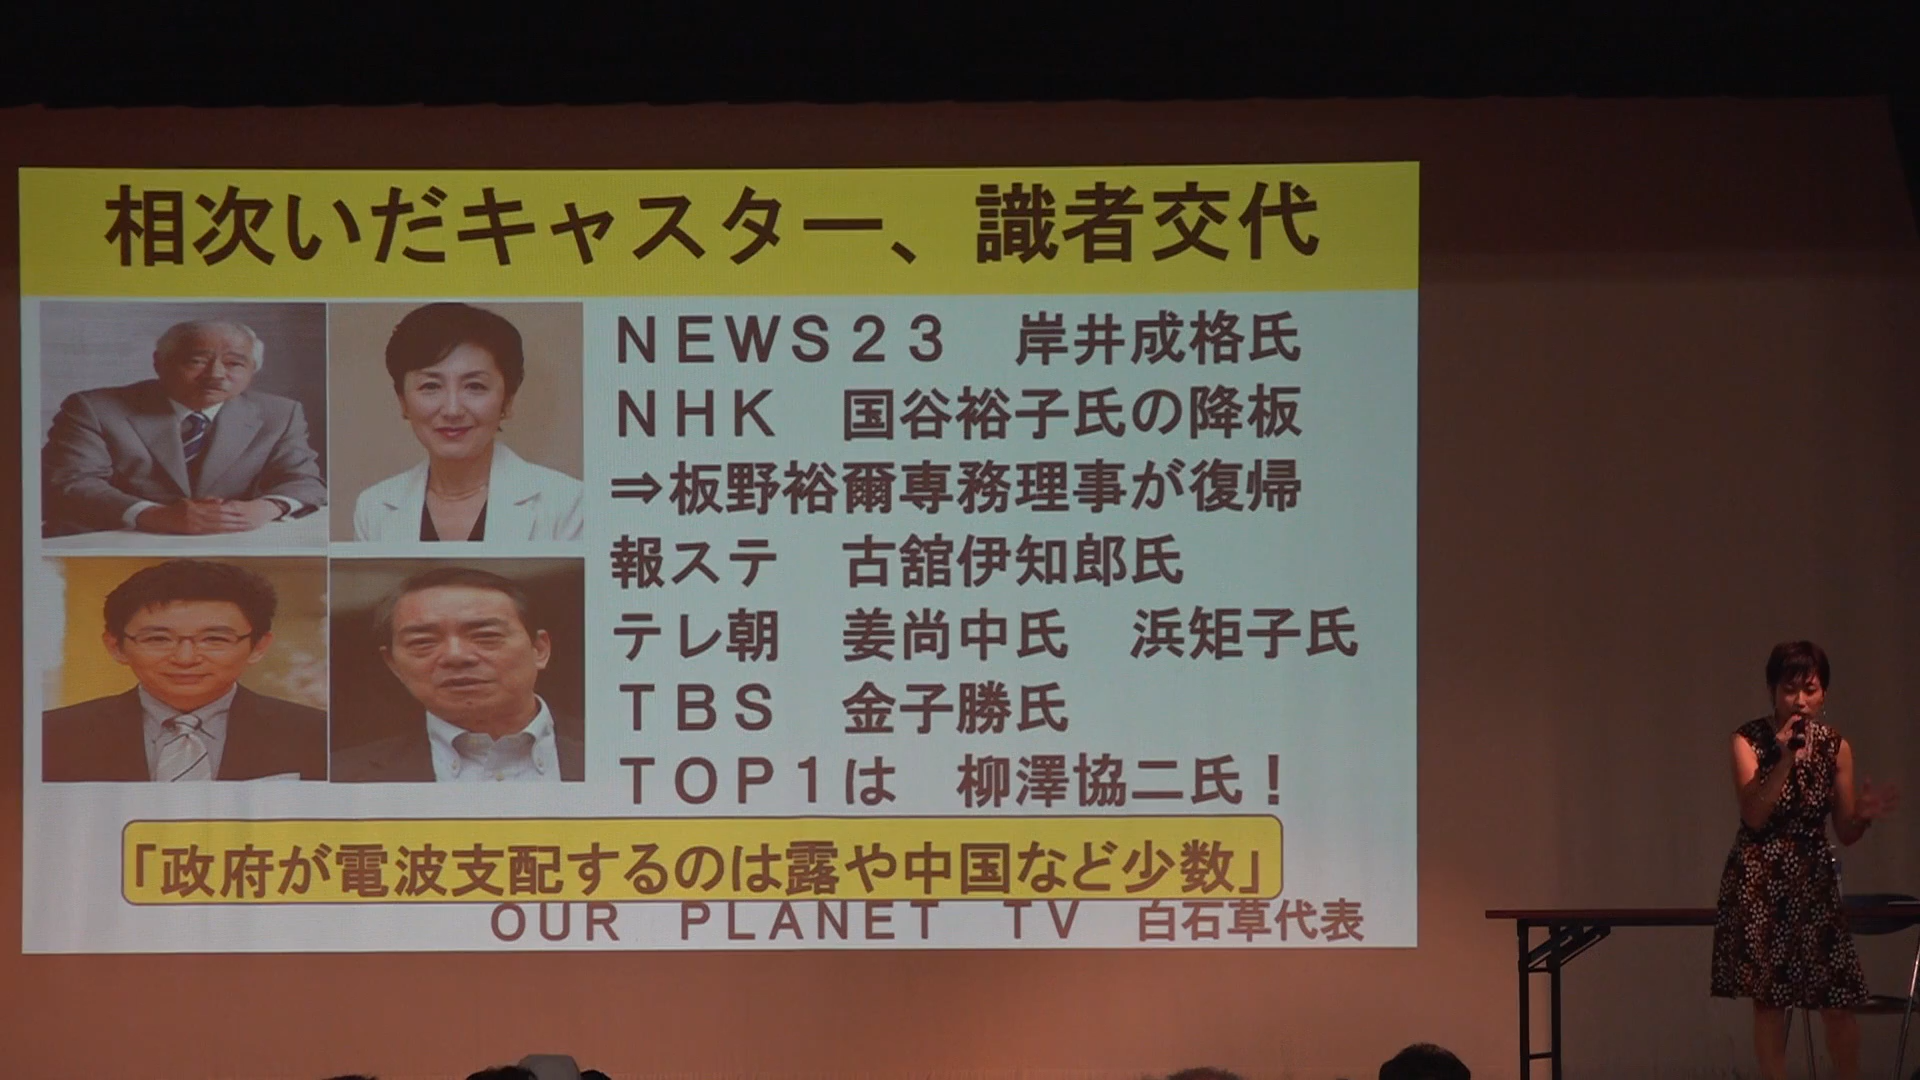 相次いだキャスター、識者交代
ＮＥＷＳ２３　岸井成格氏
ＮＨＫ　国谷裕子氏の降板
⇒板野裕爾専務理事が復帰
報ステ　古舘伊知郎氏
テレ朝　姜尚中氏　浜矩子氏
ＴＢＳ　金子勝氏
ＴＯＰ１は　柳澤協二氏！
「政府が電波支配するのは露や中国など少数」
ＯＵＲ　ＰＬＡＮＥＴ　ＴＶ　白石草代表